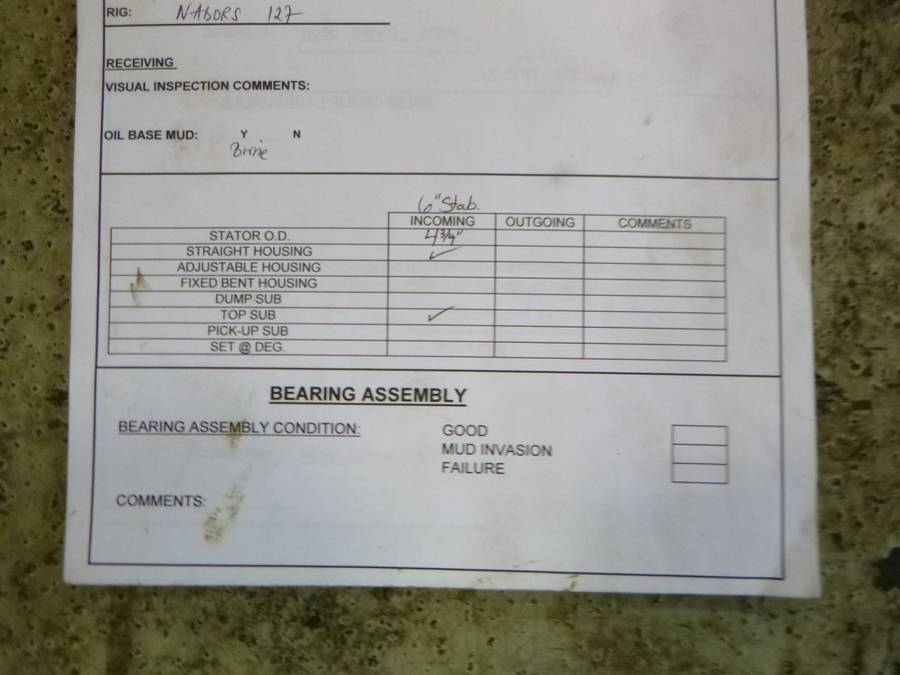 RIG: NABORS 127
RECEIVING
VISUAL INSPECTION COMMENTS:
OIL BASE MUD: Y N
Brine
6" Stab.
INCOMING OUTGOING COMMENTS
STATOR O.D. 4 3/4"
STRAIGHT HOUSING ✓
ADJUSTABLE HOUSING
FIXED BENT HOUSING
DUMP SUB
TOP SUB ✓
PICK-UP SUB
SET @ DEG.
BEARING ASSEMBLY
BEARING ASSEMBLY CONDITION: GOOD
MUD INVASION
FAILURE
COMMENTS: